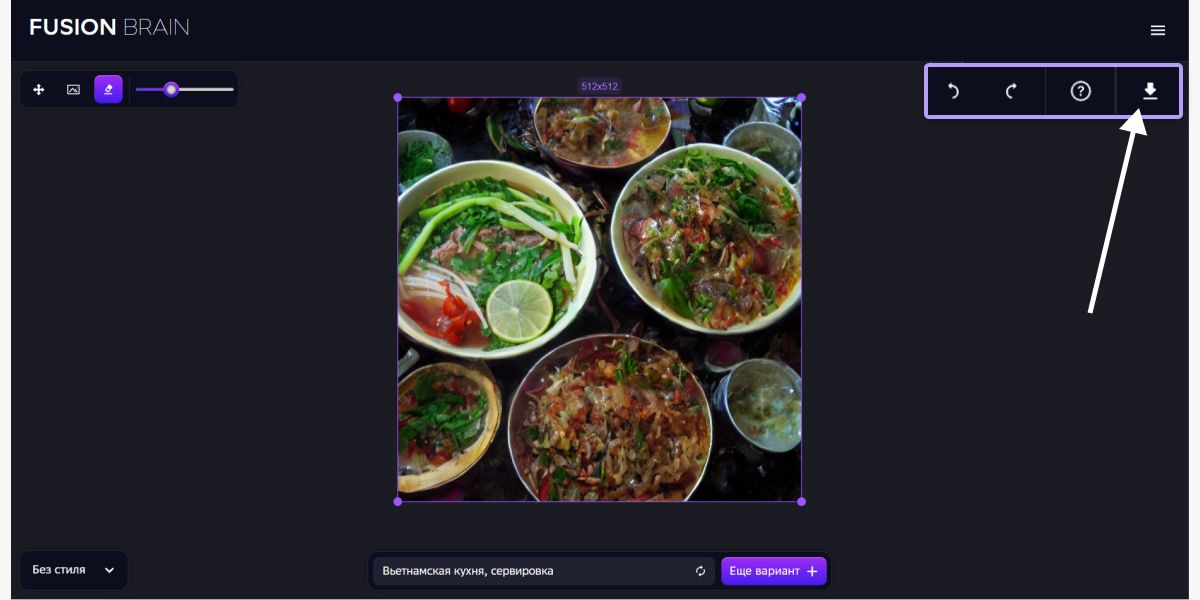 FUSION BRAIN
512x512
Без стиля
Вьетнамская кухня, сервировка
Еще вариант